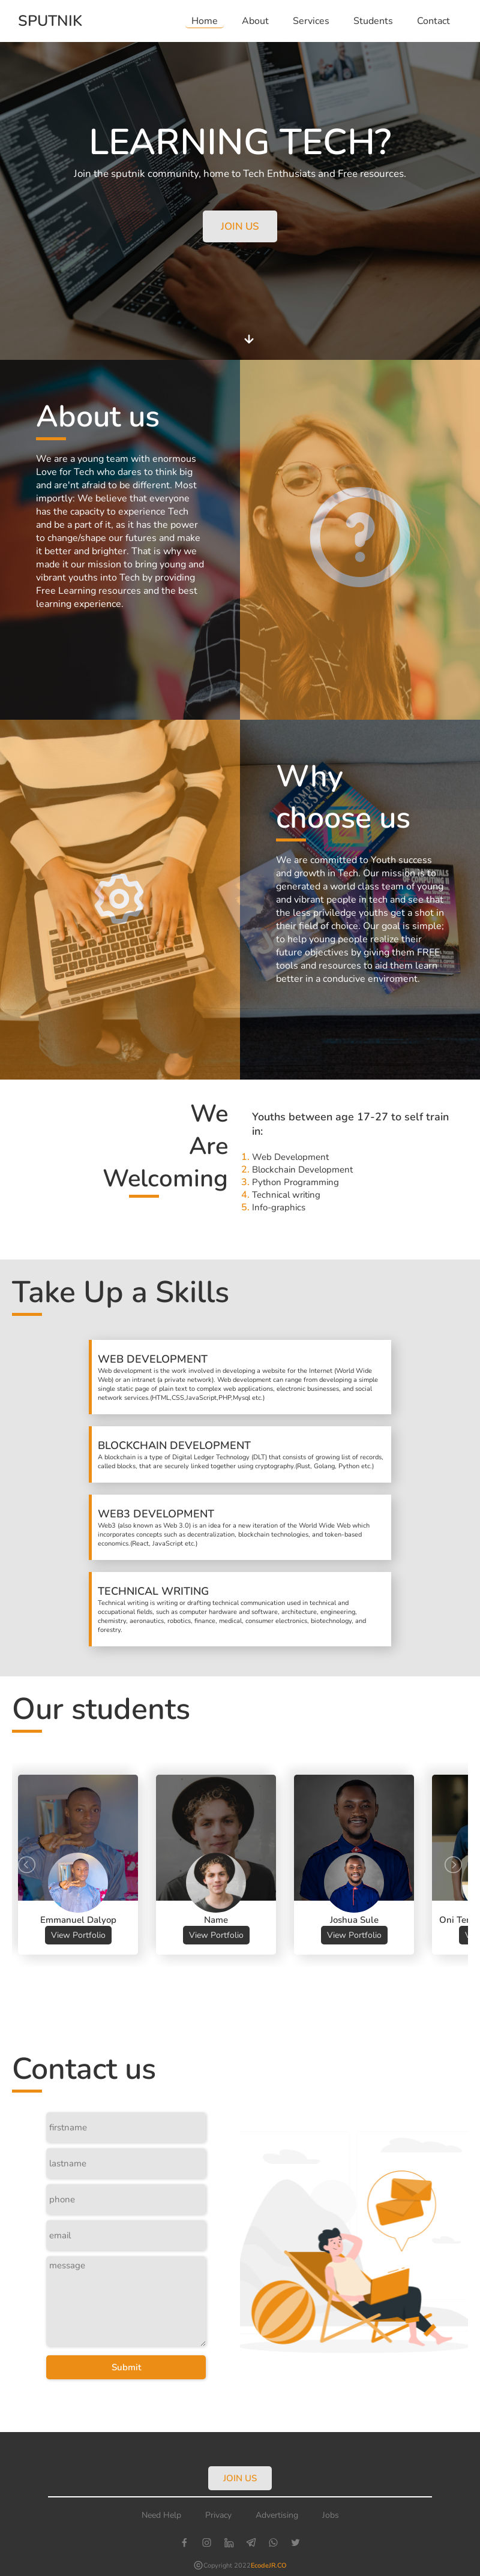 SPUTNIK
Home About Services Students Contact
LEARNING TECH?
Join the sputnik community, home to Tech Enthusiats and Free resources.
JOIN US
About us
We are a young team with enormous
Love for Tech who dares to think big
and are'nt afraid to be different. Most
importly: We believe that everyone
has the capacity to experience Tech
and be a part of it, as it has the power
to change/shape our futures and make
it better and brighter. That is why we
made it our mission to bring young and
vibrant youths into Tech by providing
Free Learning resources and the best
learning experience.
Why
choose us
We are committed to Youth success
and growth in Tech. Our mission is to
generated a world class team of young
and vibrant people in tech and see that
the less priviledge youths get a shot in
their field of choice. Our goal is simple;
to help young people realize their
future objectives by giving them FREE
tools and resources to aid them learn
better in a conducive enviroment.
We
Are
Welcoming
Youths between age 17-27 to self train
in:
1. Web Development
2. Blockchain Development
3. Python Programming
4. Technical writing
5. Info-graphics
Take Up a Skills
WEB DEVELOPMENT
Web development is the work involved in developing a website for the Internet (World Wide
Web) or an intranet (a private network). Web development can range from developing a simple
single static page of plain text to complex web applications, electronic businesses, and social
network services.(HTML,CSS,JavaScript,PHP,Mysql etc.)
BLOCKCHAIN DEVELOPMENT
A blockchain is a type of Digital Ledger Technology (DLT) that consists of growing list of records,
called blocks, that are securely linked together using cryptography.(Rust, Golang, Python etc.)
WEB3 DEVELOPMENT
Web3 (also known as Web 3.0) is an idea for a new iteration of the World Wide Web which
incorporates concepts such as decentralization, blockchain technologies, and token-based
economics.(React, JavaScript etc.)
TECHNICAL WRITING
Technical writing is writing or drafting technical communication used in technical and
occupational fields, such as computer hardware and software, architecture, engineering,
chemistry, aeronautics, robotics, finance, medical, consumer electronics, biotechnology, and
forestry.
Our students
Emmanuel Dalyop Name Joshua Sule Oni
View Portfolio View Portfolio View Portfolio
Contact us
firstname
lastname
phone
email
message
Submit
JOIN US
Need Help Privacy Advertising Jobs
Copyright 2022EcodeJR.CO